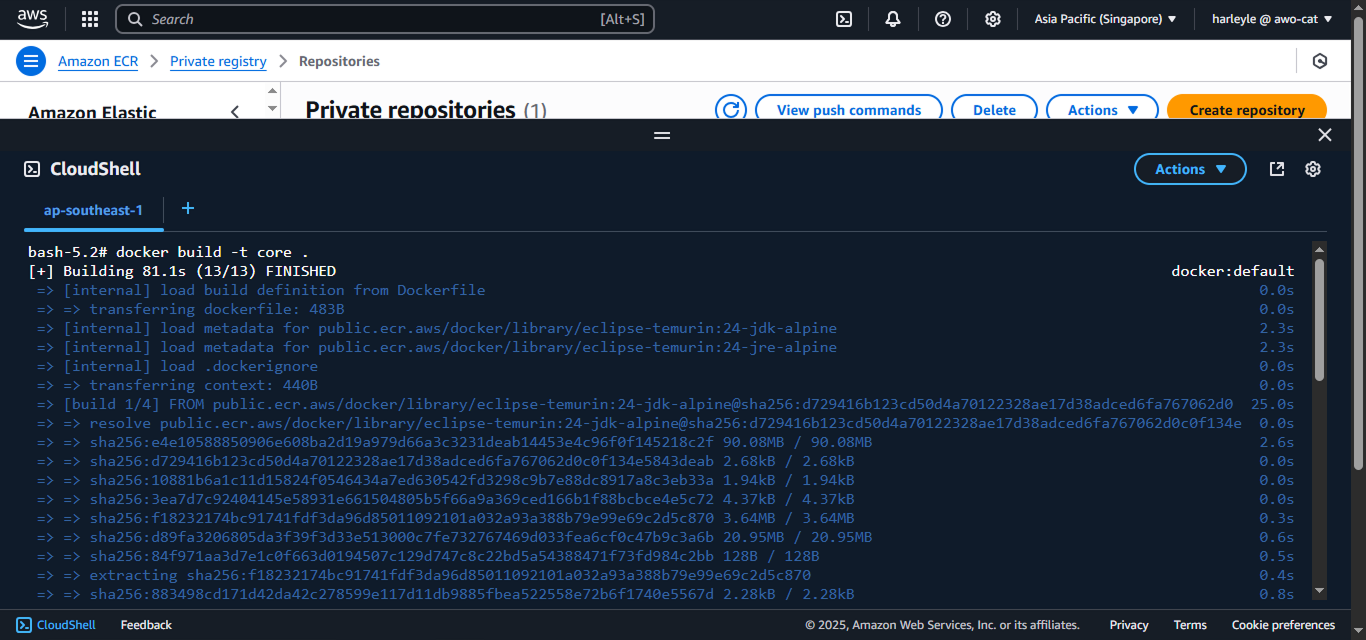 aws
Search [Alt+S]
Asia Pacific (Singapore) harleyle @ awo-cat
Amazon ECR Private registry Repositories
Amazon Elastic
Private repositories (1)
View push commands Delete Actions Create repository
CloudShell
Actions
ap-southeast-1 +
bash-5.2# docker build -t core .
[+] Building 81.1s (13/13) FINISHED docker:default
=> [internal] load build definition from Dockerfile 0.0s
=> => transferring dockerfile: 483B 0.0s
=> [internal] load metadata for public.ecr.aws/docker/library/eclipse-temurin:24-jdk-alpine 2.3s
=> [internal] load metadata for public.ecr.aws/docker/library/eclipse-temurin:24-jre-alpine 2.3s
=> [internal] load .dockerignore 0.0s
=> => transferring context: 440B 0.0s
=> [build 1/4] FROM public.ecr.aws/docker/library/eclipse-temurin:24-jdk-alpine@sha256:d729416b123cd50d4a70122328ae17d38adced6fa767062d0 25.0s
=> => resolve public.ecr.aws/docker/library/eclipse-temurin:24-jdk-alpine@sha256:d729416b123cd50d4a70122328ae17d38adced6fa767062d0c0f134e 0.0s
=> => sha256:e4e10588850906e608ba2d19a979d66a3c3231deab14453e4c96f0f145218c2f 90.08MB / 90.08MB 2.6s
=> => sha256:d729416b123cd50d4a70122328ae17d38adced6fa767062d0c0f134e5843deab 2.68kB / 2.68kB 0.0s
=> => sha256:10881b6a1c11d15824f0546434a7ed630542fd3298c9b7e88dc8917a8c3eb33a 1.94kB / 1.94kB 0.0s
=> => sha256:3ea7d7c92404145e58931e661504805b5f66a9a369ced166b1f88bcbce4e5c72 4.37kB / 4.37kB 0.0s
=> => sha256:f18232174bc91741fdf3da96d85011092101a032a93a388b79e99e69c2d5c870 3.64MB / 3.64MB 0.3s
=> => sha256:d89fa3206805da3f39f3d33e513000c7fe732767469d033fea6cf0c47b9c3a6b 20.95MB / 20.95MB 0.6s
=> => sha256:84f971aa3d7e1c0f663d0194507c129d747c8c22bd5a54388471f73fd984c2bb 128B / 128B 0.5s
=> => extracting sha256:f18232174bc91741fdf3da96d85011092101a032a93a388b79e99e69c2d5c870 0.4s
=> => sha256:883498cd171d42da42c278599e117d11db9885fbea522558e72b6f1740e5567d 2.28kB / 2.28kB 0.8s
CloudShell Feedback © 2025, Amazon Web Services, Inc. or its affiliates. Privacy Terms Cookie preferences